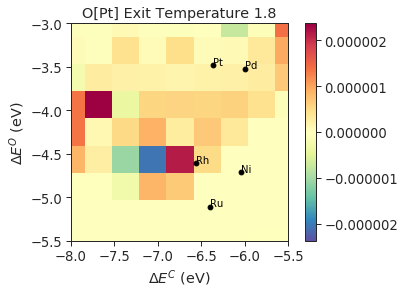 O[Pt] Exit Temperature 1.8
−3.0
−3.5
−4.0
−4.5
−5.0
−5.5
ΔE^O (eV)
Pt
Pd
Rh
Ni
Ru
−8.0 −7.5 −7.0 −6.5 −6.0 −5.5
ΔE^C (eV)
0.000002
0.000001
0.000000
−0.000001
−0.000002